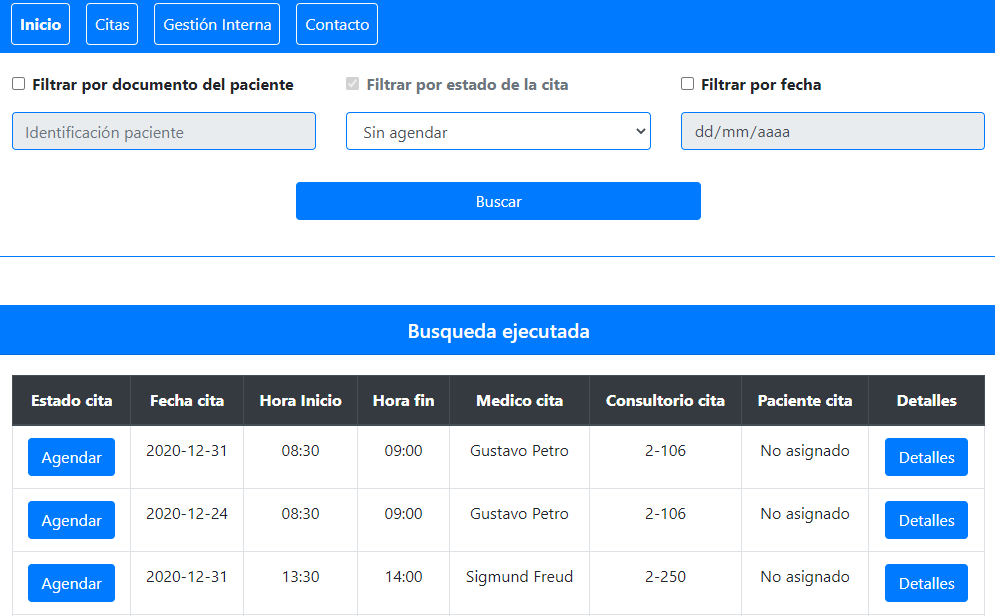 Inicio Citas Gestión Interna Contacto
Filtrar por documento del paciente Filtrar por estado de la cita Filtrar por fecha
Identificación paciente Sin agendar dd/mm/aaaa
Buscar
Busqueda ejecutada
Estado cita Fecha cita Hora Inicio Hora fin Medico cita Consultorio cita Paciente cita Detalles
Agendar 2020-12-31 08:30 09:00 Gustavo Petro 2-106 No asignado Detalles
Agendar 2020-12-24 08:30 09:00 Gustavo Petro 2-106 No asignado Detalles
Agendar 2020-12-31 13:30 14:00 Sigmund Freud 2-250 No asignado Detalles